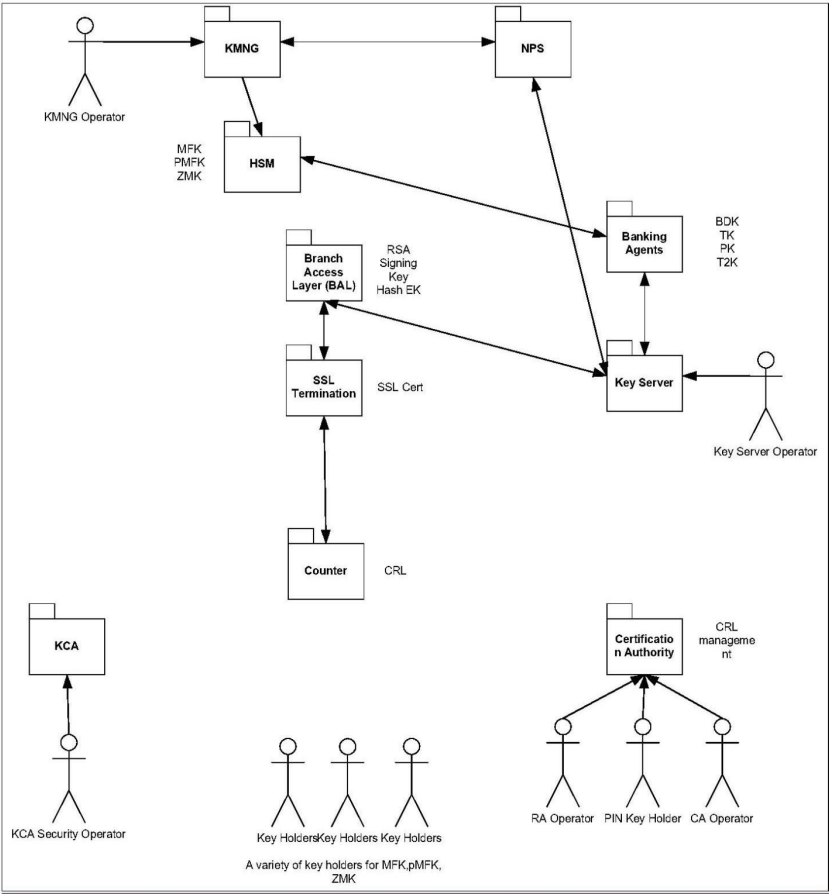 KMNG
NPS
KMNG Operator
MFK
PMFK
ZMK
HSM
Banking
Agents
BDK
TK
PK
T2K
Branch
Access
Layer (BAL)
RSA
Signing
Key
Hash EK
SSL
Termination
SSL Cert
Key Server
Key Server Operator
Counter
CRL
KCA
Certificatio
n Authority
CRL
manageme
nt
KCA Security Operator
Key Holders
Key Holders
Key Holders
RA Operator
PIN Key Holder
CA Operator
A variety of key holders for MFK,pMFK,
ZMK